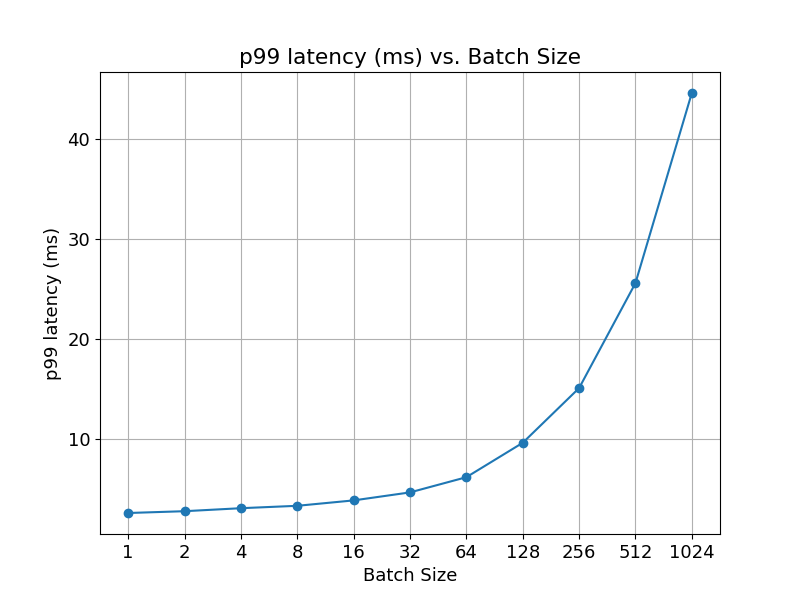 p99 latency (ms) vs. Batch Size
p99 latency (ms)
40
30
20
10
1 2 4 8 16 32 64 128 256 512 1024
Batch Size